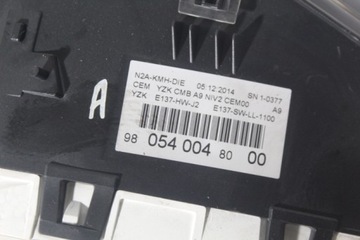 N2A-KMH-DIE 05.12.2014 SN 1-0377
CEM YZK CMB A9 NIV2 CEM00 A9
YZK E137-HW-J2 E137-SW-LL-1100
98 054 004 80 00
A